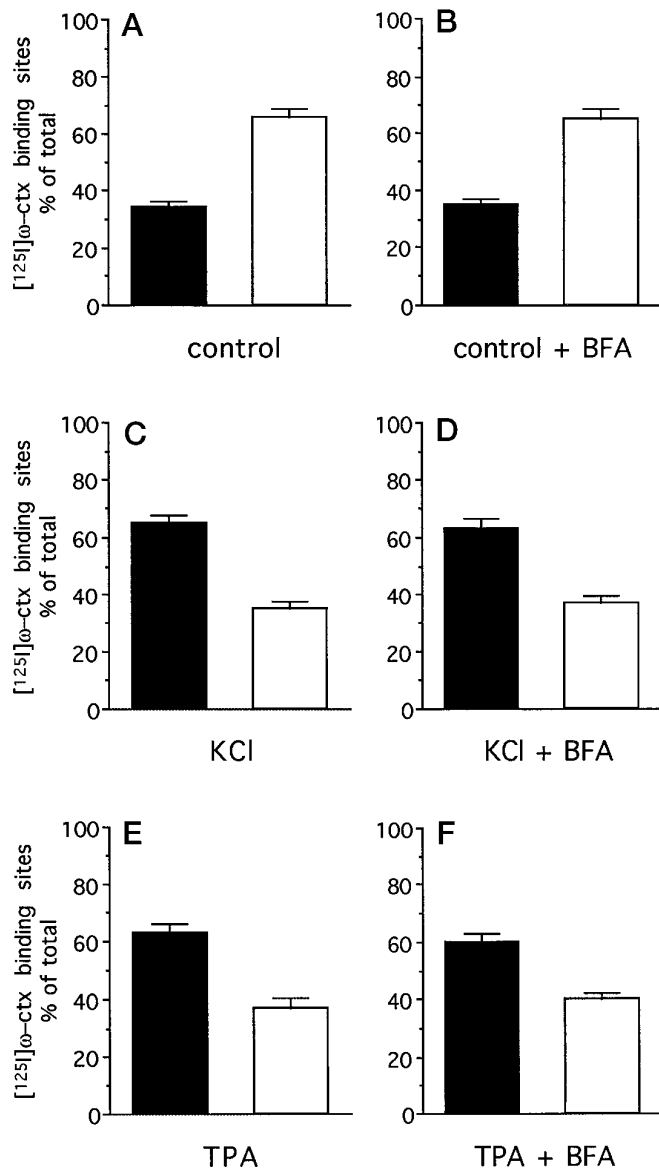 A
B
[125I]ω–ctx binding sites
% of total
100
80
60
40
20
0
100
80
60
40
20
0
control
control + BFA
C
D
[125I]ω–ctx binding sites
% of total
100
80
60
40
20
0
100
80
60
40
20
0
KCl
KCl + BFA
E
F
[125I]ω–ctx binding sites
% of total
100
80
60
40
20
0
100
80
60
40
20
0
TPA
TPA + BFA